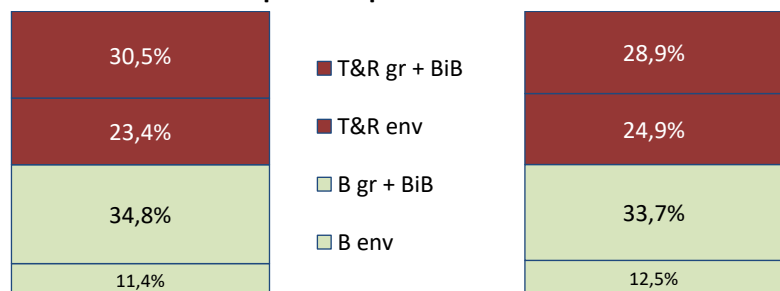 30,5%
23,4%
34,8%
11,4%
T&R gr + BiB
T&R env
B gr + BiB
B env
28,9%
24,9%
33,7%
12,5%